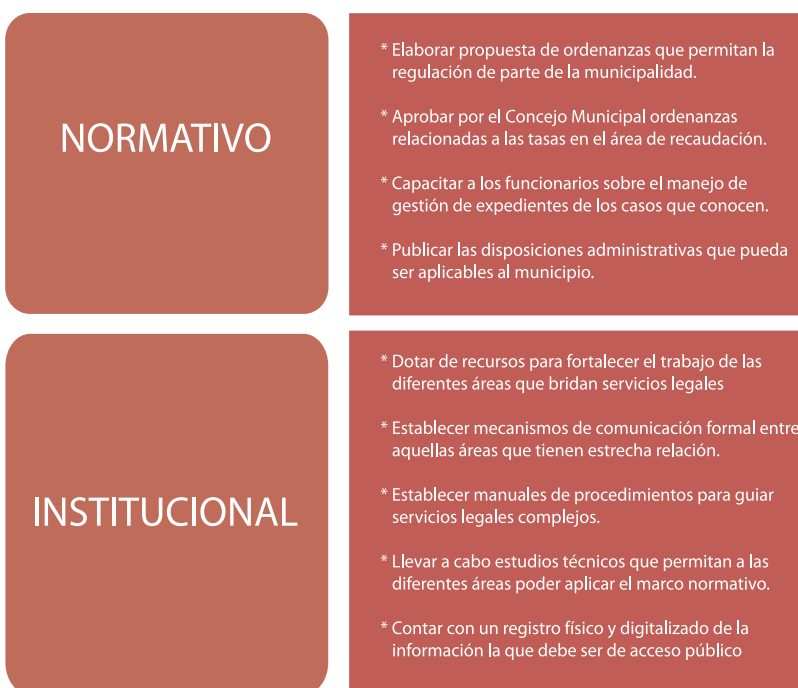 NORMATIVO
* Elaborar propuesta de ordenanzas que permitan la
regulación de parte de la municipalidad.
* Aprobar por el Concejo Municipal ordenanzas
relacionadas a las tasas en el área de recaudación.
* Capacitar a los funcionarios sobre el manejo de
gestión de expedientes de los casos que conocen.
* Publicar las disposiciones administrativas que pueda
ser aplicables al municipio.
INSTITUCIONAL
* Dotar de recursos para fortalecer el trabajo de las
diferentes áreas que bridan servicios legales
* Establecer mecanismos de comunicación formal entre
aquellas áreas que tienen estrecha relación.
* Establecer manuales de procedimientos para guiar
servicios legales complejos.
* Llevar a cabo estudios técnicos que permitan a las
diferentes áreas poder aplicar el marco normativo.
* Contar con un registro físico y digitalizado de la
información la que debe ser de acceso público